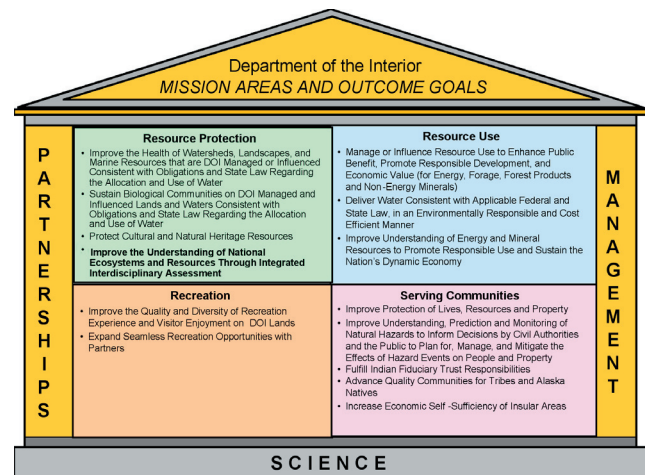 Department of the Interior
MISSION AREAS AND OUTCOME GOALS
PARTNERSHIPS
Resource Protection
• Improve the Health of Watersheds, Landscapes, and
Marine Resources that are DOI Managed or Influenced
Consistent with Obligations and State Law Regarding
the Allocation and Use of Water
• Sustain Biological Communities on DOI Managed and
Influenced Lands and Waters Consistent with
Obligations and State Law Regarding the Allocation
and Use of Water
• Protect Cultural and Natural Heritage Resources
• Improve the Understanding of National
Ecosystems and Resources Through Integrated
Interdisciplinary Assessment
Resource Use
• Manage or Influence Resource Use to Enhance Public
Benefit, Promote Responsible Development, and
Economic Value (for Energy, Forage, Forest Products
and Non-Energy Minerals)
• Deliver Water Consistent with Applicable Federal and
State Law, in an Environmentally Responsible and Cost
Efficient Manner
• Improve Understanding of Energy and Mineral
Resources to Promote Responsible Use and Sustain the
Nation's Dynamic Economy
Recreation
• Improve the Quality and Diversity of Recreation
Experience and Visitor Enjoyment on DOI Lands
• Expand Seamless Recreation Opportunities with
Partners
Serving Communities
• Improve Protection of Lives, Resources and Property
• Improve Understanding, Prediction and Monitoring of
Natural Hazards to Inform Decisions by Civil Authorities
and the Public to Plan for, Manage, and Mitigate the
Effects of Hazard Events on People and Property
• Fulfill Indian Fiduciary Trust Responsibilities
• Advance Quality Communities for Tribes and Alaska
Natives
• Increase Economic Self -Sufficiency of Insular Areas
MANAGEMENT
SCIENCE